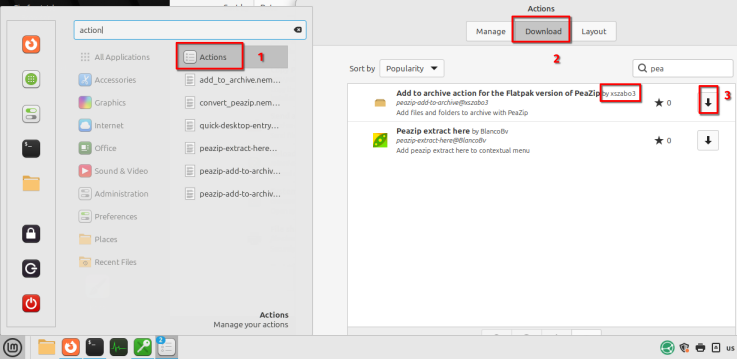 action
All Applications
Accessories
Graphics
Internet
Office
Sound & Video
Administration
Preferences
Places
Recent Files
Actions
1
add_to_archive.nem...
convert_peazip.nem...
quick-desktop-entry...
peazip-extract-here...
peazip-add-to-archiv...
peazip-add-to-archiv...
Actions
Manage your actions
Actions
Manage
Download
Layout
2
Sort by
Popularity
pea
Add to archive action for the Flatpak version of PeaZip by xszabo3
peazip-add-to-archive@xszabo3
Add files and folders to archive with PeaZip
0
3
Peazip extract here by BlancoBv
peazip-extract-here@BlancoBv
Add peazip extract here to contextual menu
0
2
us